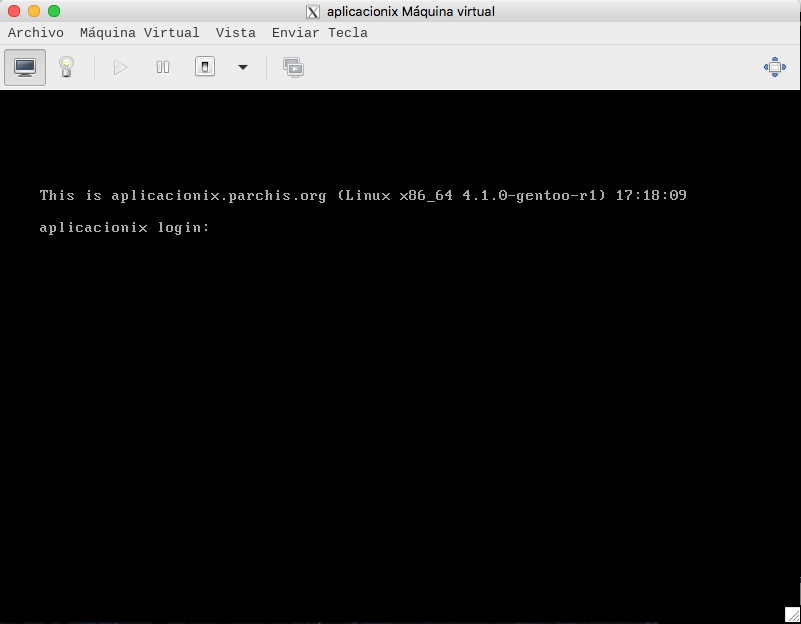 aplicacionix Máquina virtual
Archivo Máquina Virtual Vista Enviar Tecla
This is aplicacionix.parchis.org (Linux x86_64 4.1.0-gentoo-r1) 17:18:09
aplicacionix login: